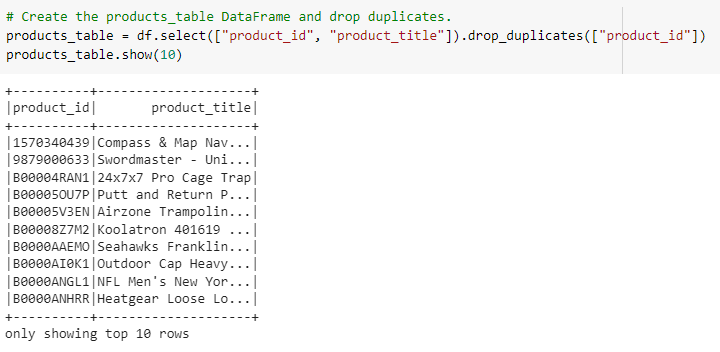 # Create the products_table DataFrame and drop duplicates.
products_table = df.select(["product_id", "product_title"]).drop_duplicates(["product_id"])
products_table.show(10)
+----------+--------------------+
|product_id|       product_title|
+----------+--------------------+
|1570340439|Compass & Map Nav...|
|9879000633|Swordmaster - Uni...|
|B00004RAN1|24x7x7 Pro Cage Trap|
|B00005OU7P|Putt and Return P...|
|B00005V3EN|Airzone Trampolin...|
|B00008Z7M2|Koolatron 401619 ...|
|B0000AAEMO|Seahawks Franklin...|
|B0000AI0K1|Outdoor Cap Heavy...|
|B0000ANGL1|NFL Men's New Yor...|
|B0000ANHRR|Heatgear Loose Lo...|
+----------+--------------------+
only showing top 10 rows